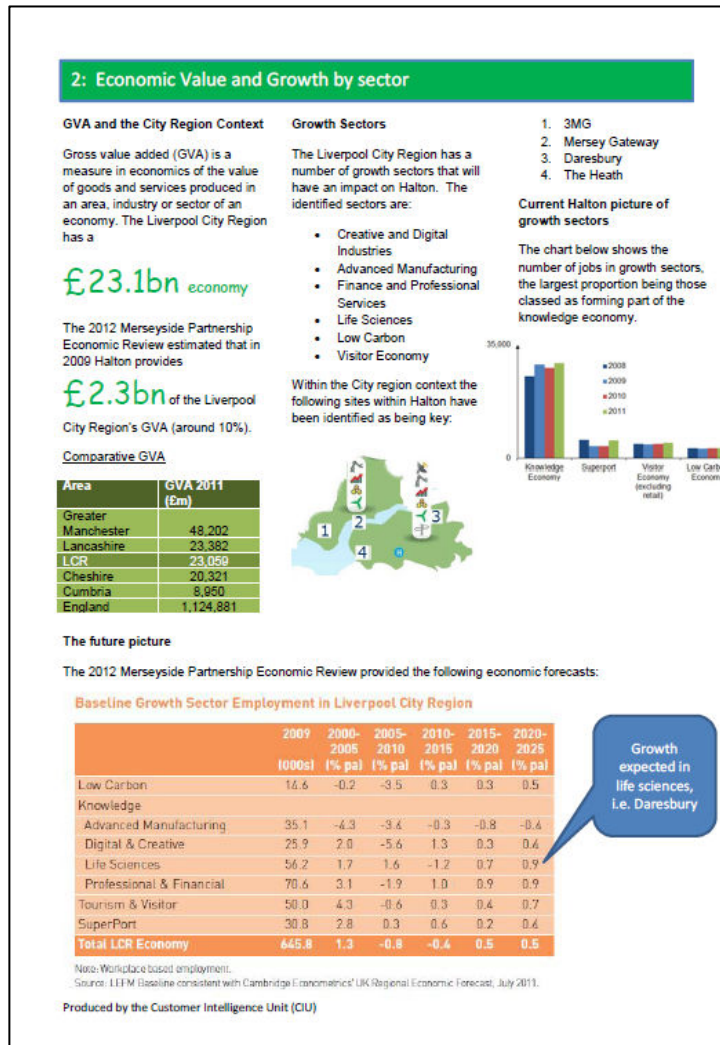 2: Economic Value and Growth by sector
GVA and the City Region Context
Gross value added (GVA) is a
measure in economics of the value
of goods and services produced in
an area, industry or sector of an
economy. The Liverpool City Region
has a
£23.1bn economy
The 2012 Merseyside Partnership
Economic Review estimated that in
2009 Halton provides
£2.3bn of the Liverpool
City Region's GVA (around 10%).
Comparative GVA
Area GVA 2011
(£m)
Greater
Manchester 48,202
Lancashire 23,382
LCR 23,059
Cheshire 20,321
Cumbria 8,950
England 1,124,881
Growth Sectors
The Liverpool City Region has a
number of growth sectors that will
have an impact on Halton. The
identified sectors are:
• Creative and Digital
Industries
• Advanced Manufacturing
• Finance and Professional
Services
• Life Sciences
• Low Carbon
• Visitor Economy
Within the City region context the
following sites within Halton have
been identified as being key:
1
2
3
4
1. 3MG
2. Mersey Gateway
3. Daresbury
4. The Heath
Current Halton picture of
growth sectors
The chart below shows the
number of jobs in growth sectors,
the largest proportion being those
classed as forming part of the
knowledge economy.
35,000
2008
2009
2010
2011
0
Knowledge Superport Visitor Low Carb
Economy Economy Econom
(excluding
retail)
The future picture
The 2012 Merseyside Partnership Economic Review provided the following economic forecasts:
Baseline Growth Sector Employment in Liverpool City Region
2009 2000- 2005- 2010- 2015- 2020-
2005 2010 2015 2020 2025
(000s) (% pa) (% pa) (% pa) (% pa) (% pa)
Low Carbon 14.6 -0.2 -3.5 0.3 0.3 0.5
Knowledge
Advanced Manufacturing 35.1 -4.3 -3.4 -0.3 -0.8 -0.4
Digital & Creative 25.9 2.0 -5.6 1.3 0.3 0.4
Life Sciences 56.2 1.7 1.6 -1.2 0.7 0.9
Professional & Financial 70.6 3.1 -1.9 1.0 0.9 0.9
Tourism & Visitor 50.0 4.3 -0.6 0.3 0.4 0.7
SuperPort 30.8 2.8 0.3 0.6 0.2 0.4
Total LCR Economy 645.8 1.3 -0.8 -0.4 0.5 0.5
Growth
expected in
life sciences,
i.e. Daresbury
Note: Workplace based employment.
Source: LEFM Baseline consistent with Cambridge Econometrics' UK Regional Economic Forecast, July 2011.
Produced by the Customer Intelligence Unit (CIU)